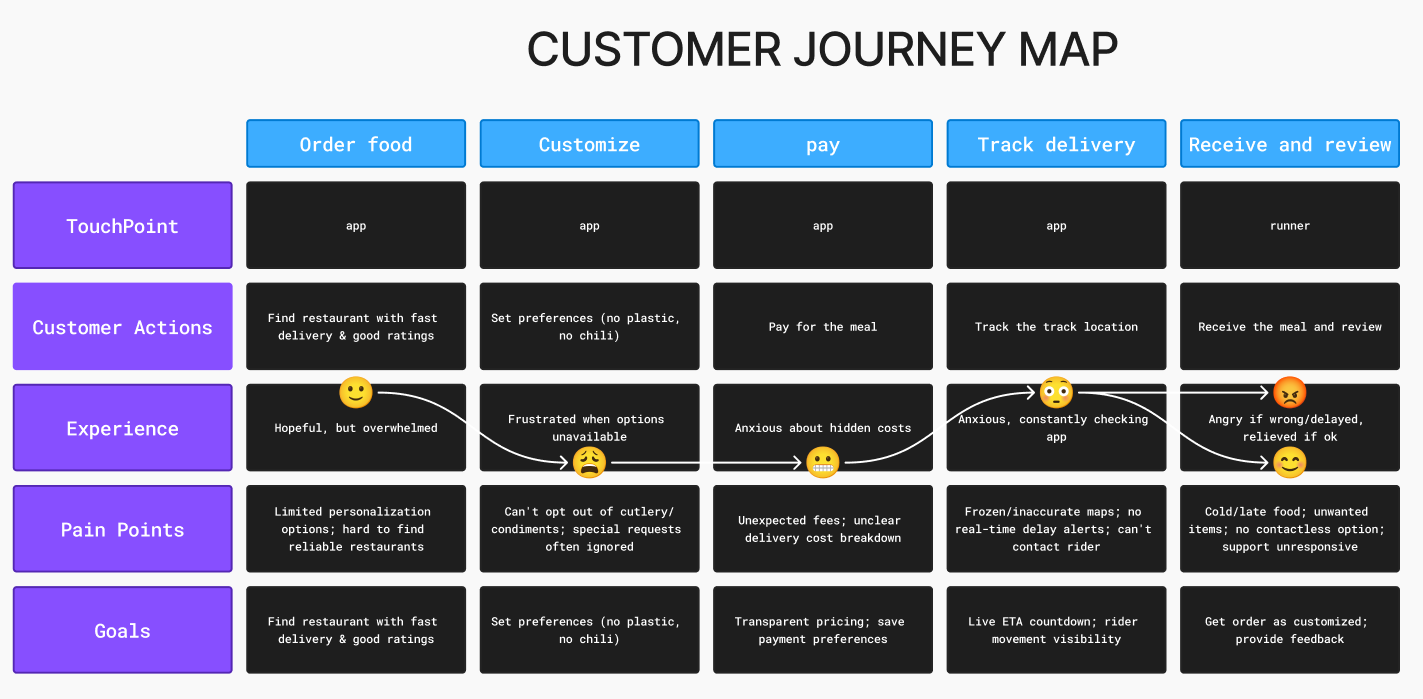 CUSTOMER JOURNEY MAP
Order food
Customize
pay
Track delivery
Receive and review
TouchPoint
app
app
app
app
runner
Customer Actions
Find restaurant with fast
delivery & good ratings
Set preferences (no plastic,
no chili)
Pay for the meal
Track the track location
Receive the meal and review
Experience
Hopeful, but overwhelmed
Frustrated when options
unavailable
Anxious about hidden costs
Anxious, constantly checking
app
Angry if wrong/delayed,
relieved if ok
Pain Points
Limited personalization
options; hard to find
reliable restaurants
Can't opt out of cutlery/
condiments; special requests
often ignored
Unexpected fees; unclear
delivery cost breakdown
Frozen/inaccurate maps; no
real-time delay alerts; can't
contact rider
Cold/late food; unwanted
items; no contactless option;
support unresponsive
Goals
Find restaurant with fast
delivery & good ratings
Set preferences (no plastic,
no chili)
Transparent pricing; save
payment preferences
Live ETA countdown; rider
movement visibility
Get order as customized;
provide feedback